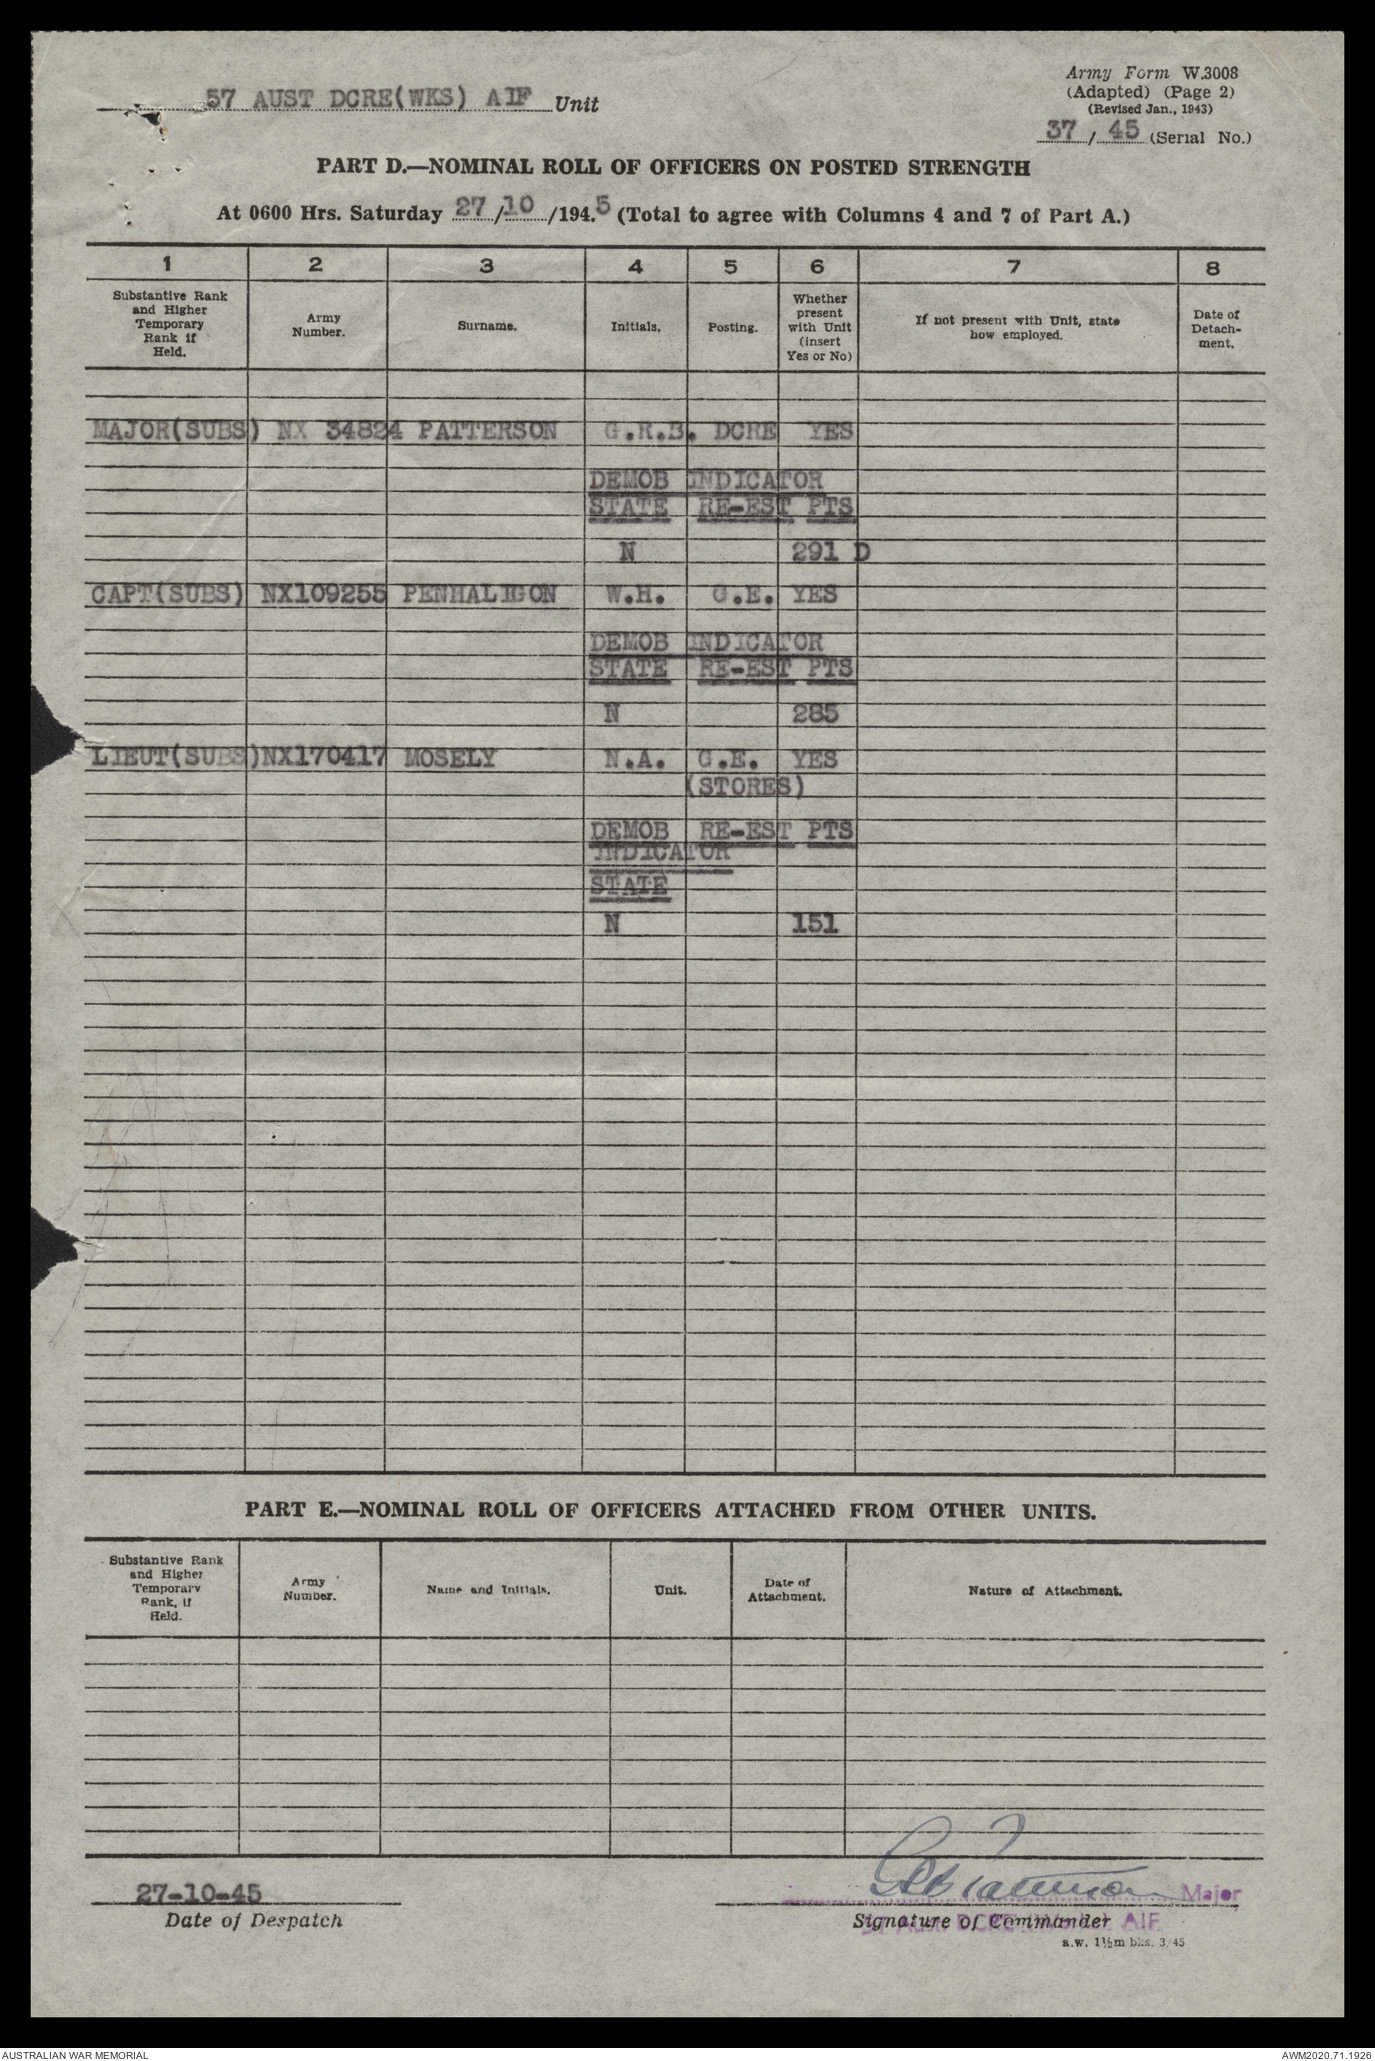 57 AUST DCRE(WKS) AIF Unit
Army Form W.3008
(Adapted) (Page 2)
(Revised Jan., 1943)
37 / 45 (Serial No.)
PART D.—NOMINAL ROLL OF OFFICERS ON POSTED STRENGTH
At 0600 Hrs. Saturday 27/10/1945 (Total to agree with Columns 4 and 7 of Part A.)
1 2 3 4 5 6 7 8
Substantive Rank and Higher Temporary Rank if Held.
Army Number.
Surname.
Initials.
Posting.
Whether present with Unit (insert Yes or No)
If not present with Unit, state how employed.
Date of Detach-ment.
MAJOR(SUBS) NX 34824 PATTERSON G.R.B. DCRE YES
DEMOB INDICATOR
STATE RE-EST PTS
N 291 D
CAPT(SUBS) NX109255 PENHALIGON W.H. G.E. YES
DEMOB INDICATOR
STATE RE-EST PTS
N 285
LIEUT(SUBS)NX170417 MOSELY N.A. G.E. YES
(STORES)
DEMOB RE-EST PTS
INDICATOR
STATE
N 151
PART E.—NOMINAL ROLL OF OFFICERS ATTACHED FROM OTHER UNITS.
Substantive Rank and Higher Temporary Rank, if Held.
Army Number.
Name and Initials.
Unit.
Date of Attachment.
Nature of Attachment.
27-10-45
GRB Patterson Major
Date of Despatch
Signature of Commander
57 Aust DCRE AIF
a.w. 1½m bks. 3/45
AUSTRALIAN WAR MEMORIAL
AWM2020.71.1926